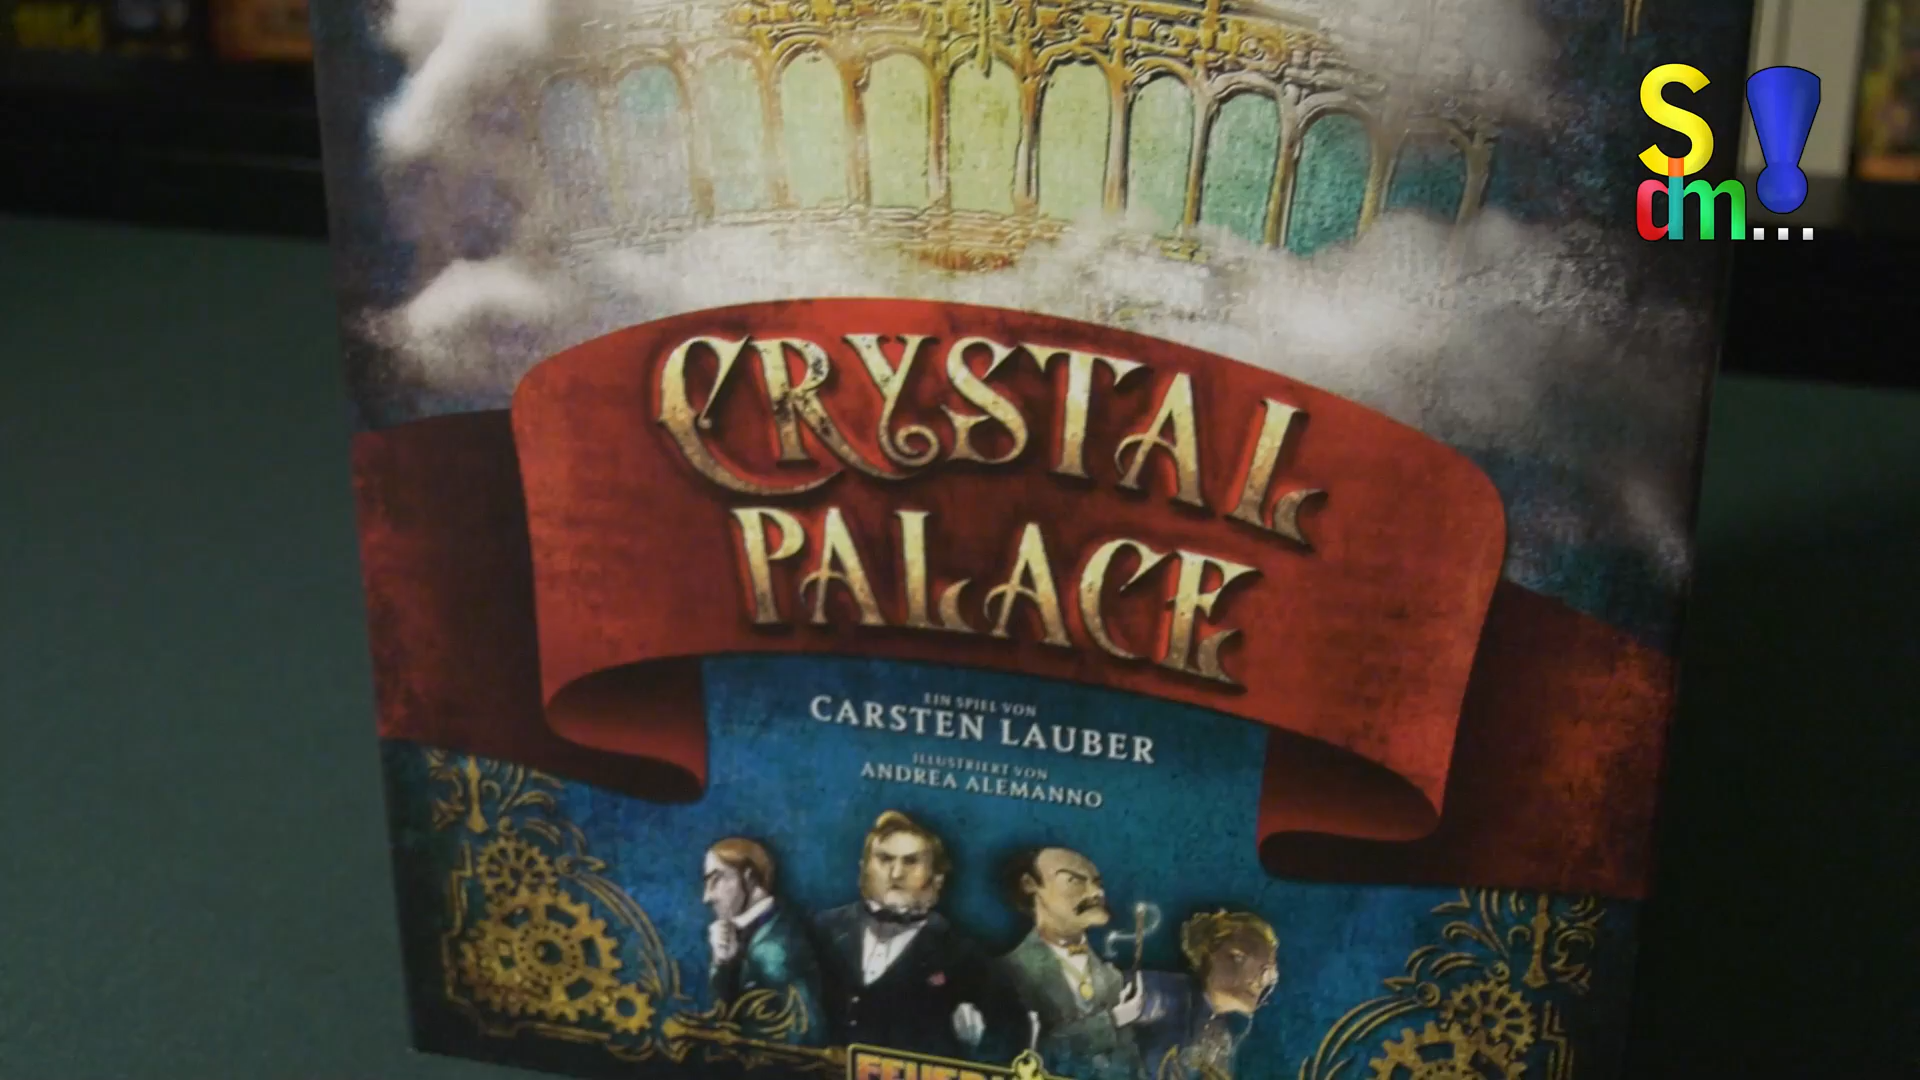 Sdm...!
CRYSTAL
PALACE
EIN SPIEL VON
CARSTEN LAUBER
ILLUSTRIERT VON
ANDREA ALEMANNO